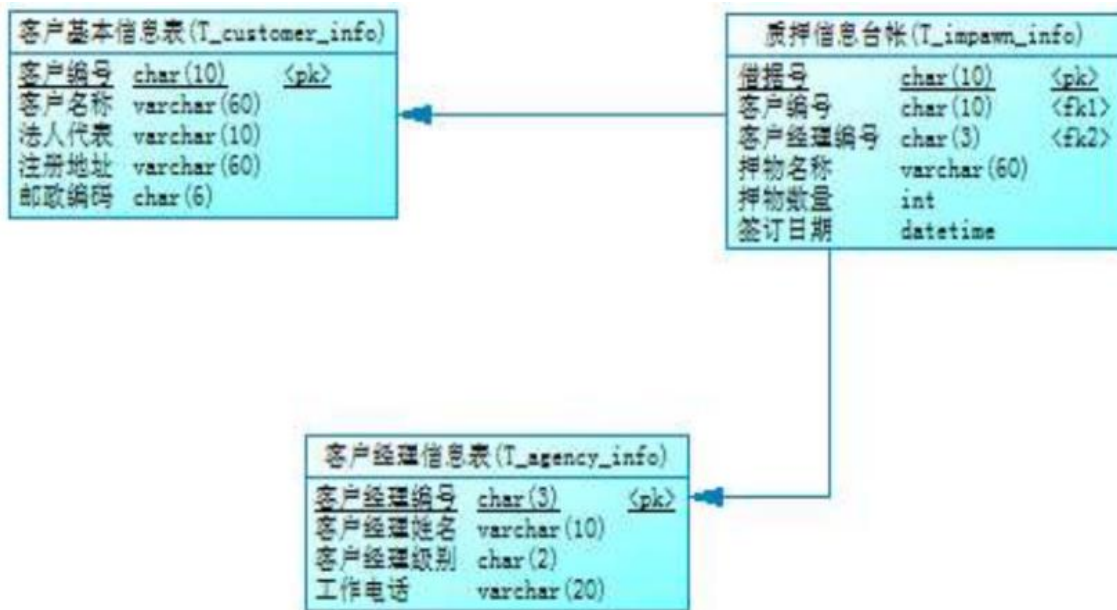 客户基本信息表(T_customer_info)
客户编号 char(10) <pk>
客户名称 varchar(60)
法人代表 varchar(10)
注册地址 varchar(60)
邮政编码 char(6)
质押信息台帐(T_impawn_info)
借据号 char(10) <pk>
客户编号 char(10) <fk1>
客户经理编号 char(3) <fk2>
押物名称 varchar(60)
押物数量 int
签订日期 datetime
客户经理信息表(T_agency_info)
客户经理编号 char(3) <pk>
客户经理姓名 varchar(10)
客户经理级别 char(2)
工作电话 varchar(20)